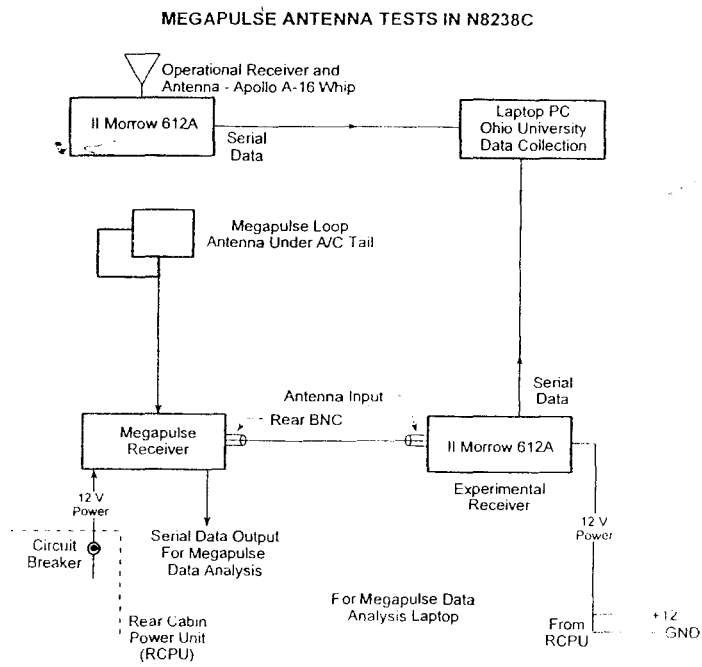 MEGAPULSE ANTENNA TESTS IN N8238C
Operational Receiver and
Antenna - Apollo A-16 Whip
II Morrow 612A
Serial
Data
Laptop PC
Ohio University
Data Collection
Megapulse Loop
Antenna Under A/C Tail
Serial
Data
Antenna Input
Rear BNC
Megapulse
Receiver
II Morrow 612A
Experimental
Receiver
12 V
Power
12 V
Power
Circuit
Breaker
Serial Data Output
For Megapulse
Data Analysis
For Megapulse Data
Analysis Laptop
Rear Cabin
Power Unit
(RCPU)
From
RCPU
+12
GND